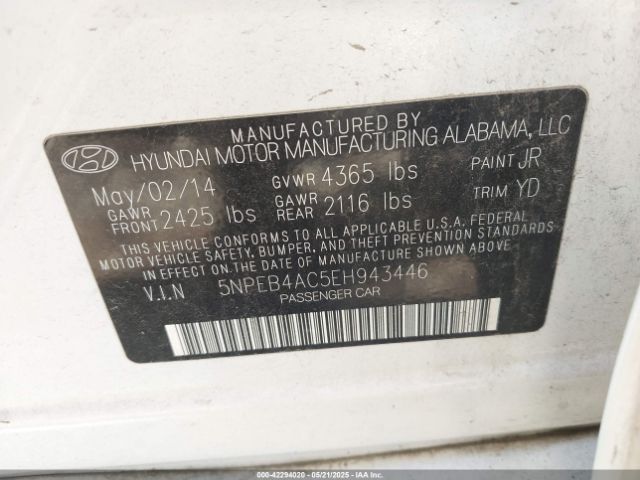 MANUFACTURED BY
HYUNDAI MOTOR MANUFACTURING ALABAMA, LLC
May/02/14 GVWR 4365 lbs PAINT JR
GAWR FRONT 2425 lbs GAWR REAR 2116 lbs TRIM YD
THIS VEHICLE CONFORMS TO ALL APPLICABLE U.S.A. FEDERAL
MOTOR VEHICLE SAFETY, BUMPER, AND THEFT PREVENTION STANDARDS
IN EFFECT ON THE DATE OF MANUFACTURE SHOWN ABOVE
V.I.N 5NPEB4AC5EH943446
PASSENGER CAR
000-42294020 - 05/21/2025 - © IAA Holdings, LLC